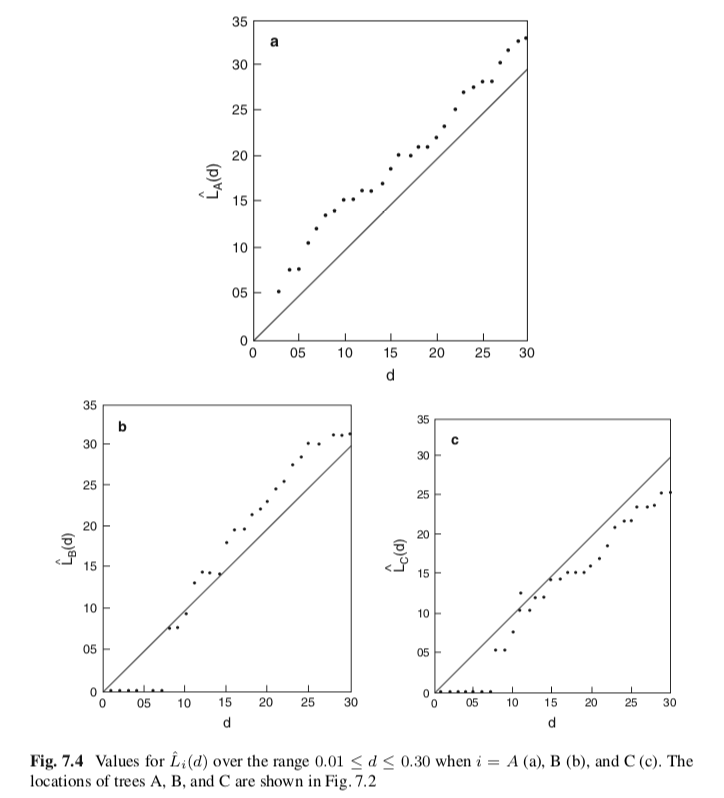 35
a
30
25
20
L̂A(d)
15
10
05
0
0 05 10 15 20 25 30
d
35
b
30
25
20
L̂B(d)
15
10
05
0
0 05 10 15 20 25 30
d
35
c
30
25
20
L̂C(d)
15
10
05
0
0 05 10 15 20 25 30
d
Fig. 7.4 Values for L̂i(d) over the range 0.01 ≤ d ≤ 0.30 when i = A (a), B (b), and C (c). The
locations of trees A, B, and C are shown in Fig. 7.2